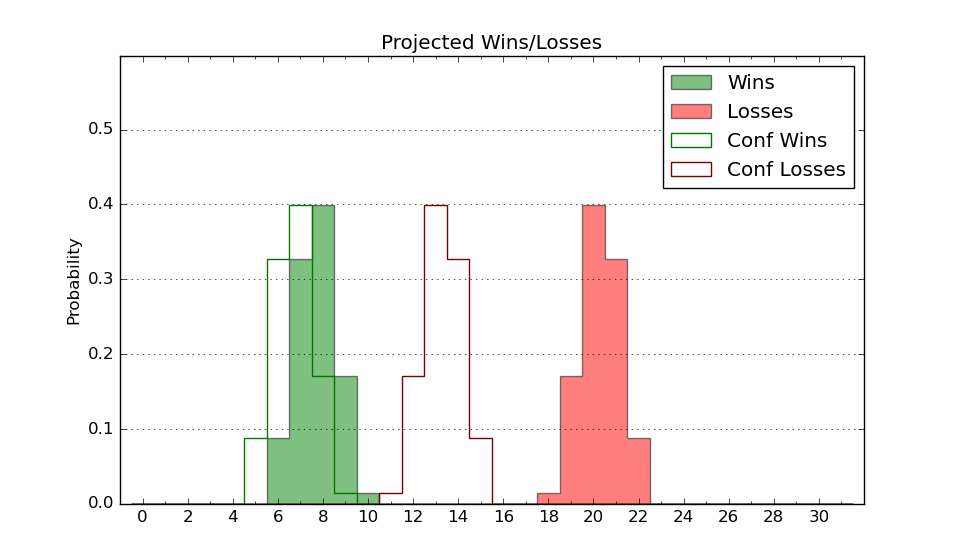 Projected Wins/Losses
Wins
Losses
Conf Wins
Conf Losses
Probability
0.5
0.4
0.3
0.2
0.1
0.0
0 2 4 6 8 10 12 14 16 18 20 22 24 26 28 30